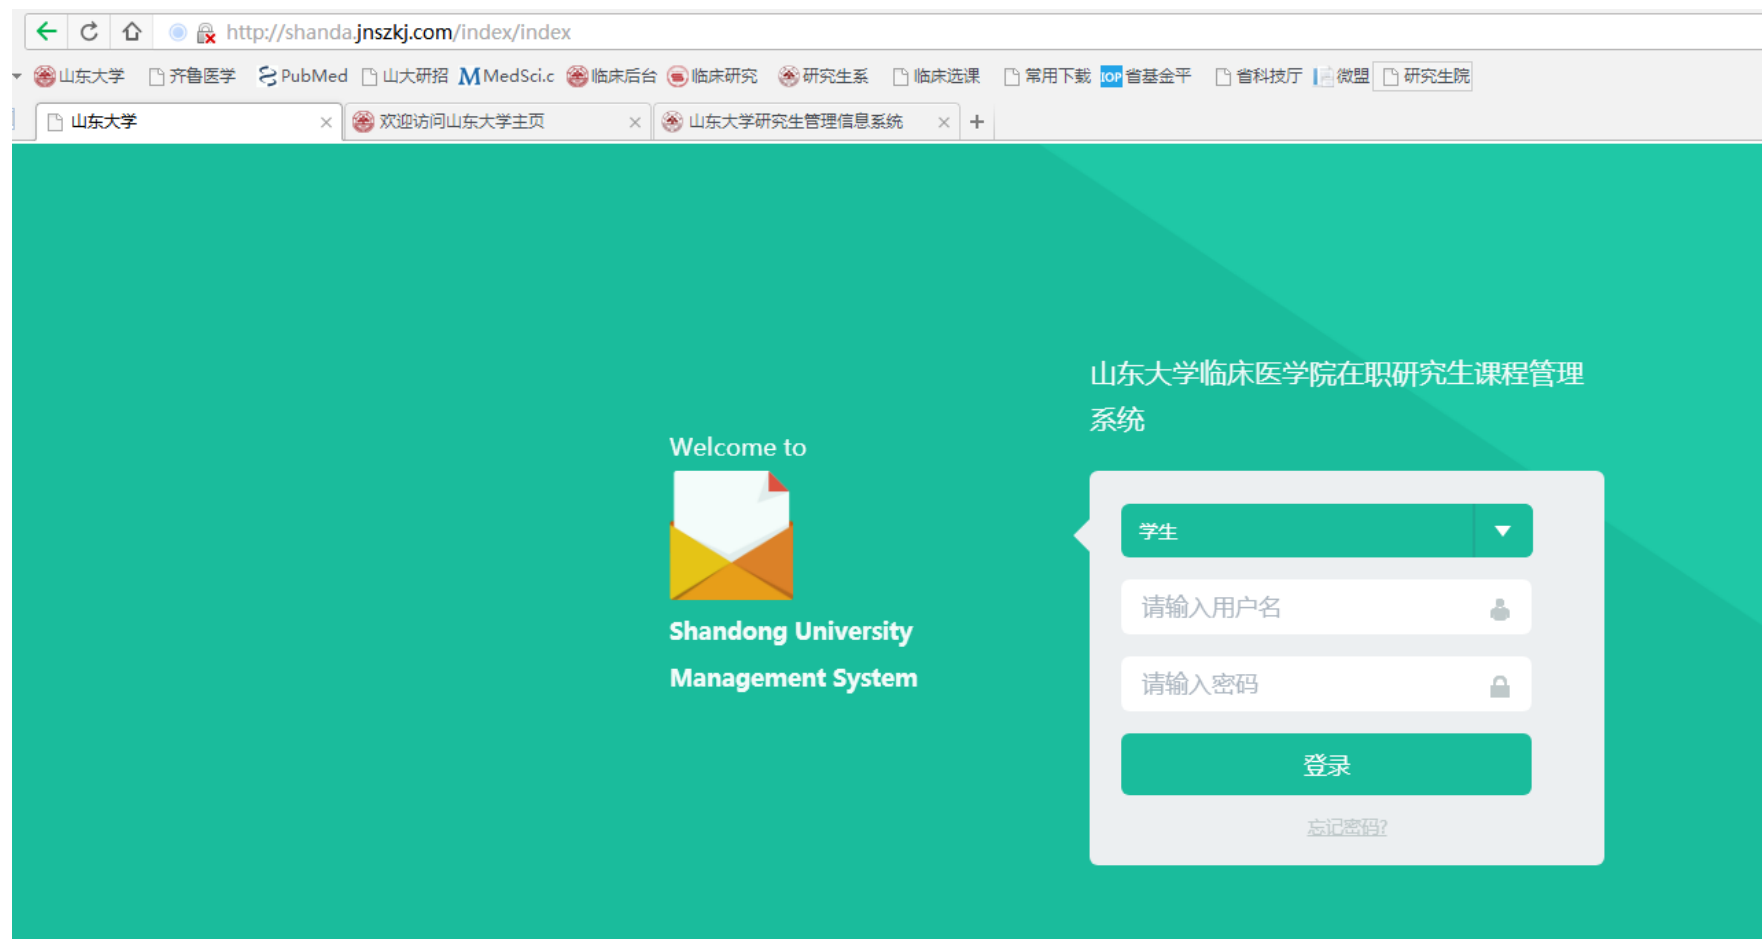 http://shanda.jnszkj.com/index/index
山东大学 齐鲁医学 PubMed 山大研招 MedSci.c 临床后台 临床研究 研究生系 临床选课 常用下载 IOP 省基金平 省科技厅 微盟 研究生院
山东大学 × 欢迎访问山东大学主页 × 山东大学研究生管理信息系统 × +
山东大学临床医学院在职研究生课程管理
系统
Welcome to
Shandong University
Management System
学生
请输入用户名
请输入密码
登录
忘记密码?